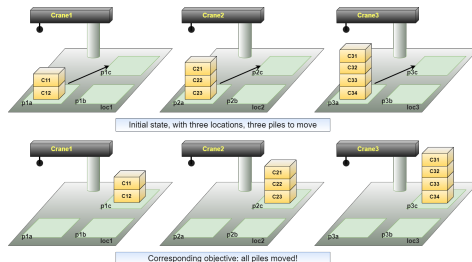 Crane1
Crane2
Crane3
C11
C12
C21
C22
C23
C31
C32
C33
C34
p1a
p1b
p1c
loc1
p2a
p2b
p2c
loc2
p3a
p3b
p3c
loc3
Initial state, with three locations, three piles to move
Crane1
Crane2
Crane3
C11
C12
C21
C22
C23
C31
C32
C33
C34
p1c
p2c
p3c
p1a
p1b
loc1
p2a
p2b
loc2
p3a
p3b
loc3
Corresponding objective: all piles moved!